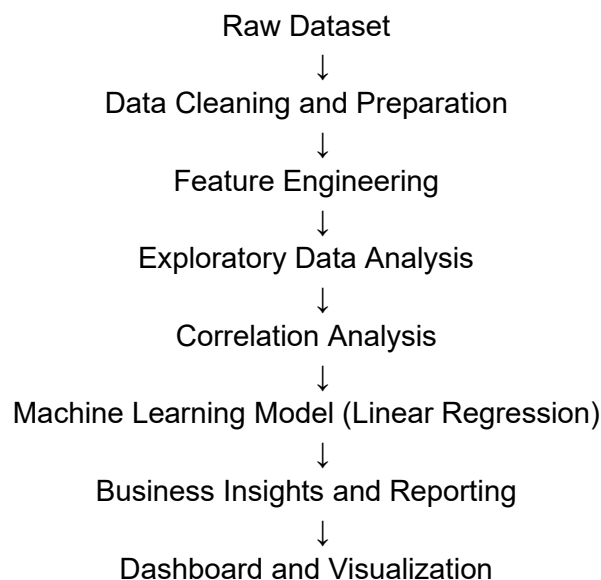 Raw Dataset
↓
Data Cleaning and Preparation
↓
Feature Engineering
↓
Exploratory Data Analysis
↓
Correlation Analysis
↓
Machine Learning Model (Linear Regression)
↓
Business Insights and Reporting
↓
Dashboard and Visualization